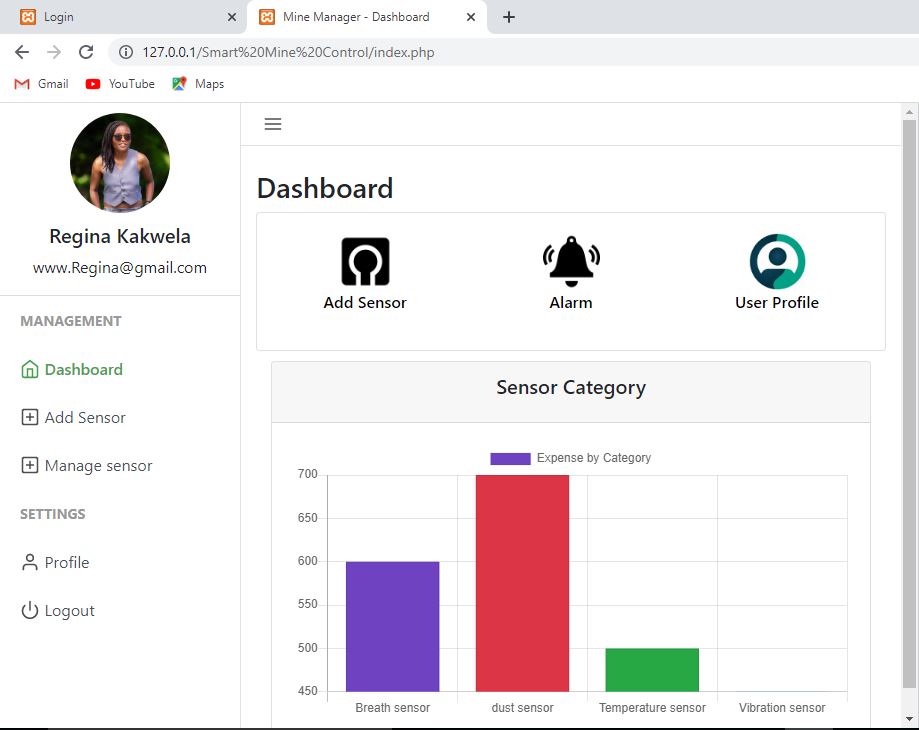 Login
Mine Manager - Dashboard
127.0.0.1/Smart%20Mine%20Control/index.php
Gmail YouTube Maps
Regina Kakwela
www.Regina@gmail.com
MANAGEMENT
Dashboard
Add Sensor
Manage sensor
SETTINGS
Profile
Logout
Dashboard
Add Sensor Alarm User Profile
Sensor Category
Expense by Category
700
650
600
550
500
450
Breath sensor dust sensor Temperature sensor Vibration sensor